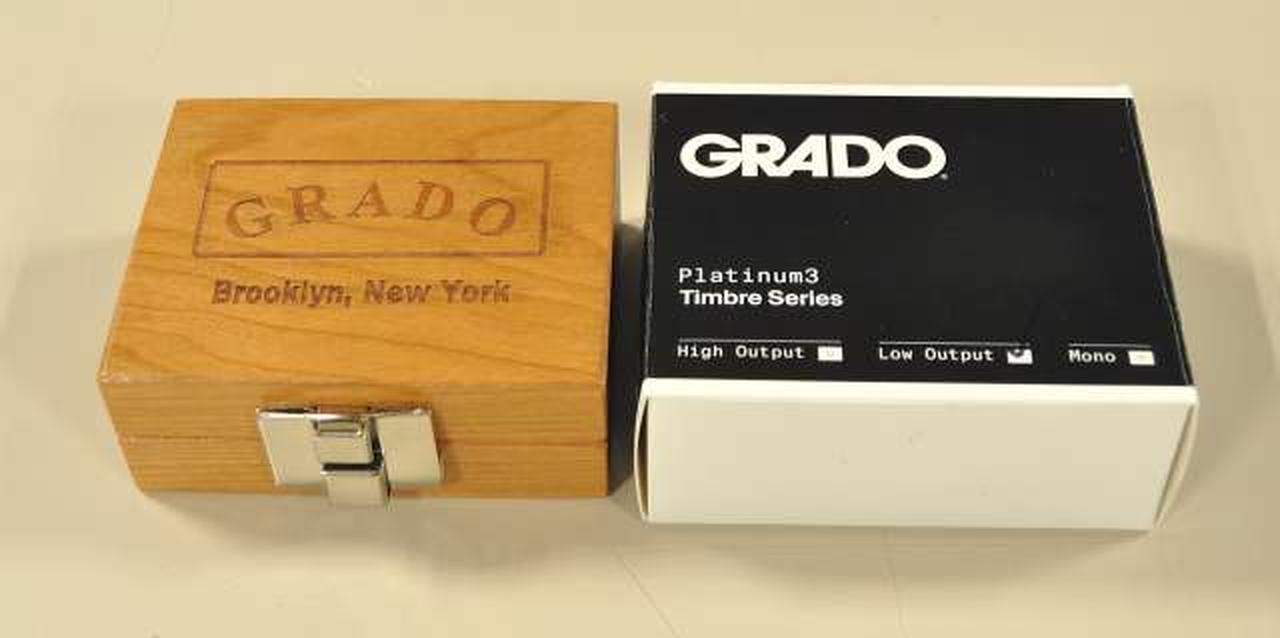 GRADO
Brooklyn, New York
GRADO
Platinum3
Timbre Series
High Output Low Output Mono